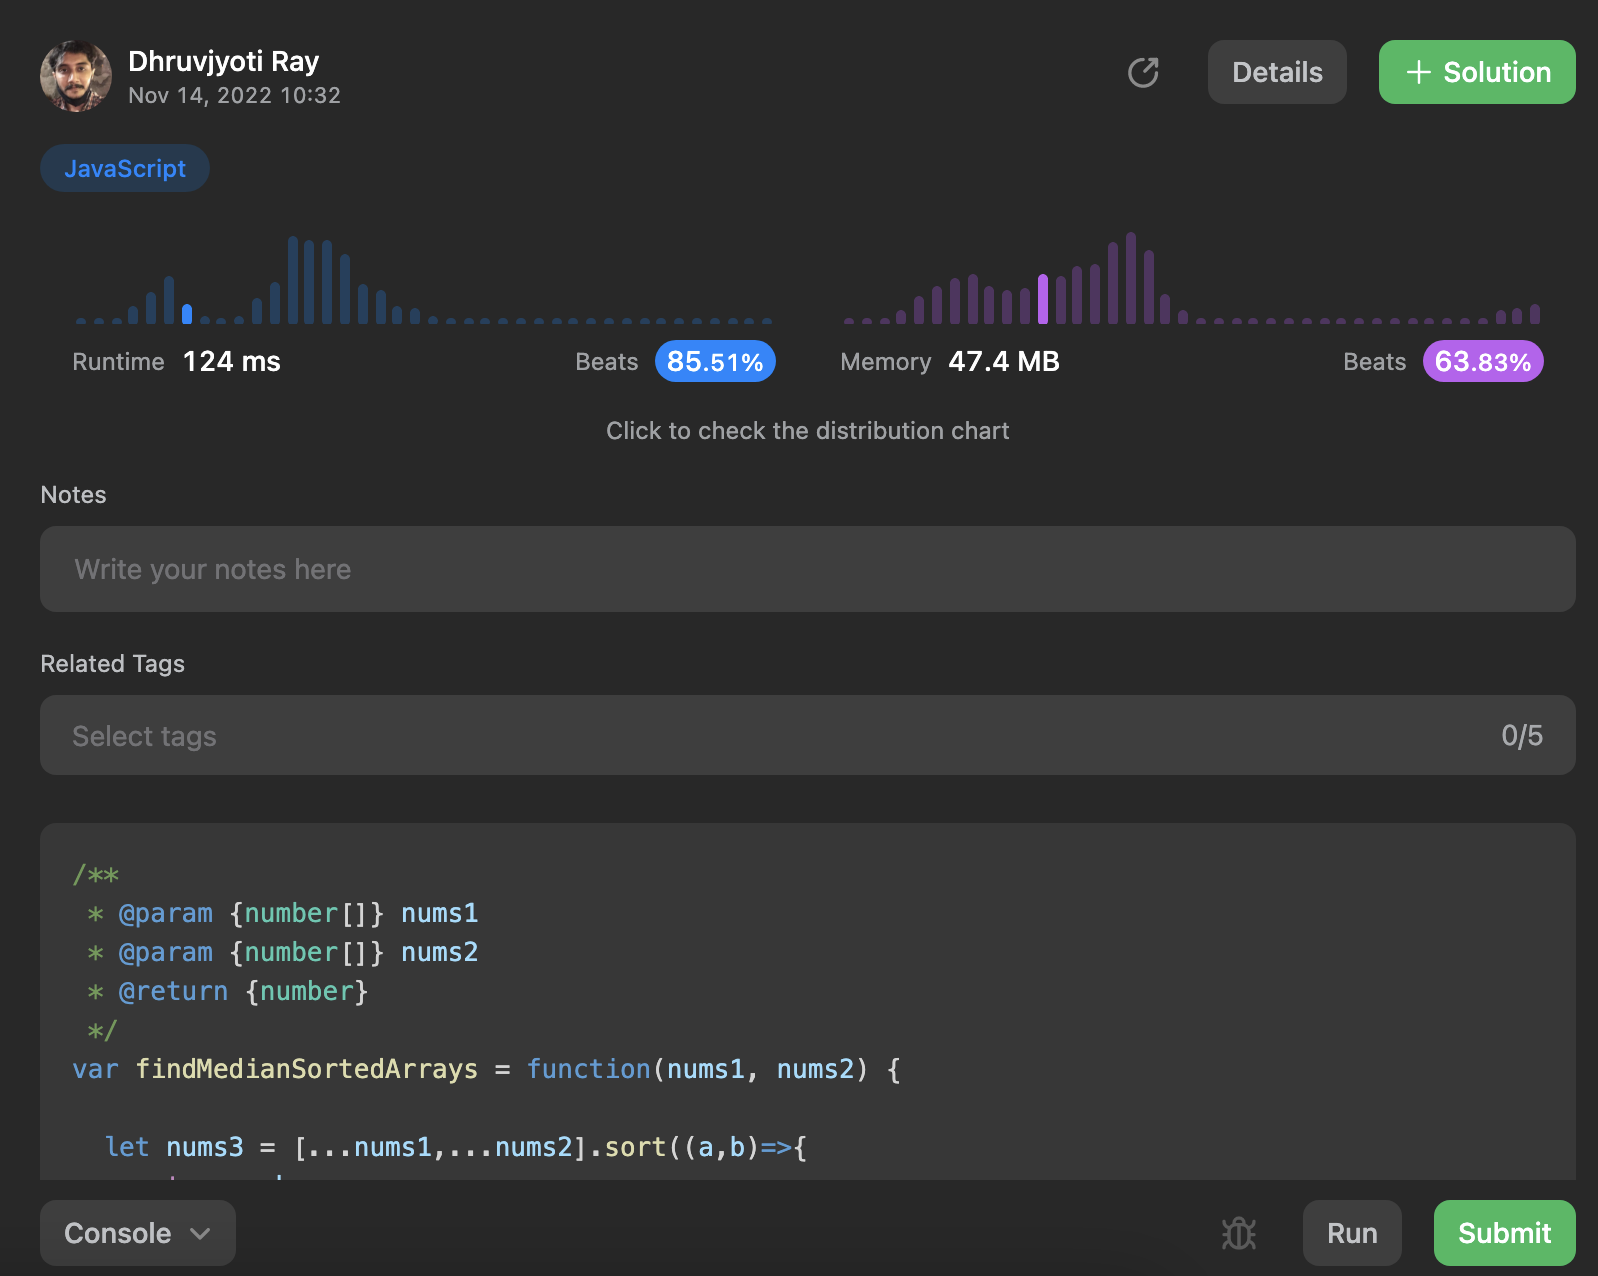 Dhruvjyoti Ray
Nov 14, 2022 10:32
Details
+ Solution
JavaScript
Runtime 124 ms Beats 85.51%
Memory 47.4 MB Beats 63.83%
Click to check the distribution chart
Notes
Write your notes here
Related Tags
Select tags 0/5
/**
 * @param {number[]} nums1
 * @param {number[]} nums2
 * @return {number}
 */
var findMedianSortedArrays = function(nums1, nums2) {
  let nums3 = [...nums1,...nums2].sort((a,b)=>{
Console
Run
Submit